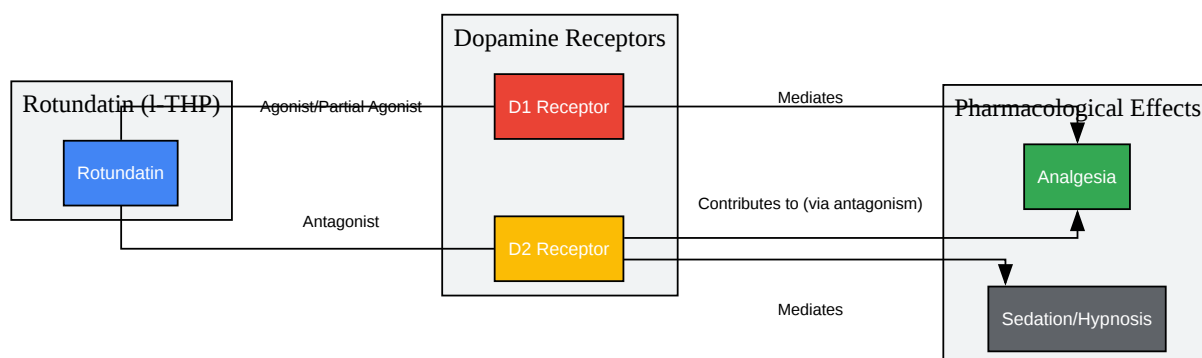 Dopamine Receptors
Rotundatin (l-THP)
Agonist/Partial Agonist
D1 Receptor
Mediates
Pharmacological Effects
Rotundatin
Analgesia
Antagonist
Contributes to (via antagonism)
D2 Receptor
Mediates
Sedation/Hypnosis